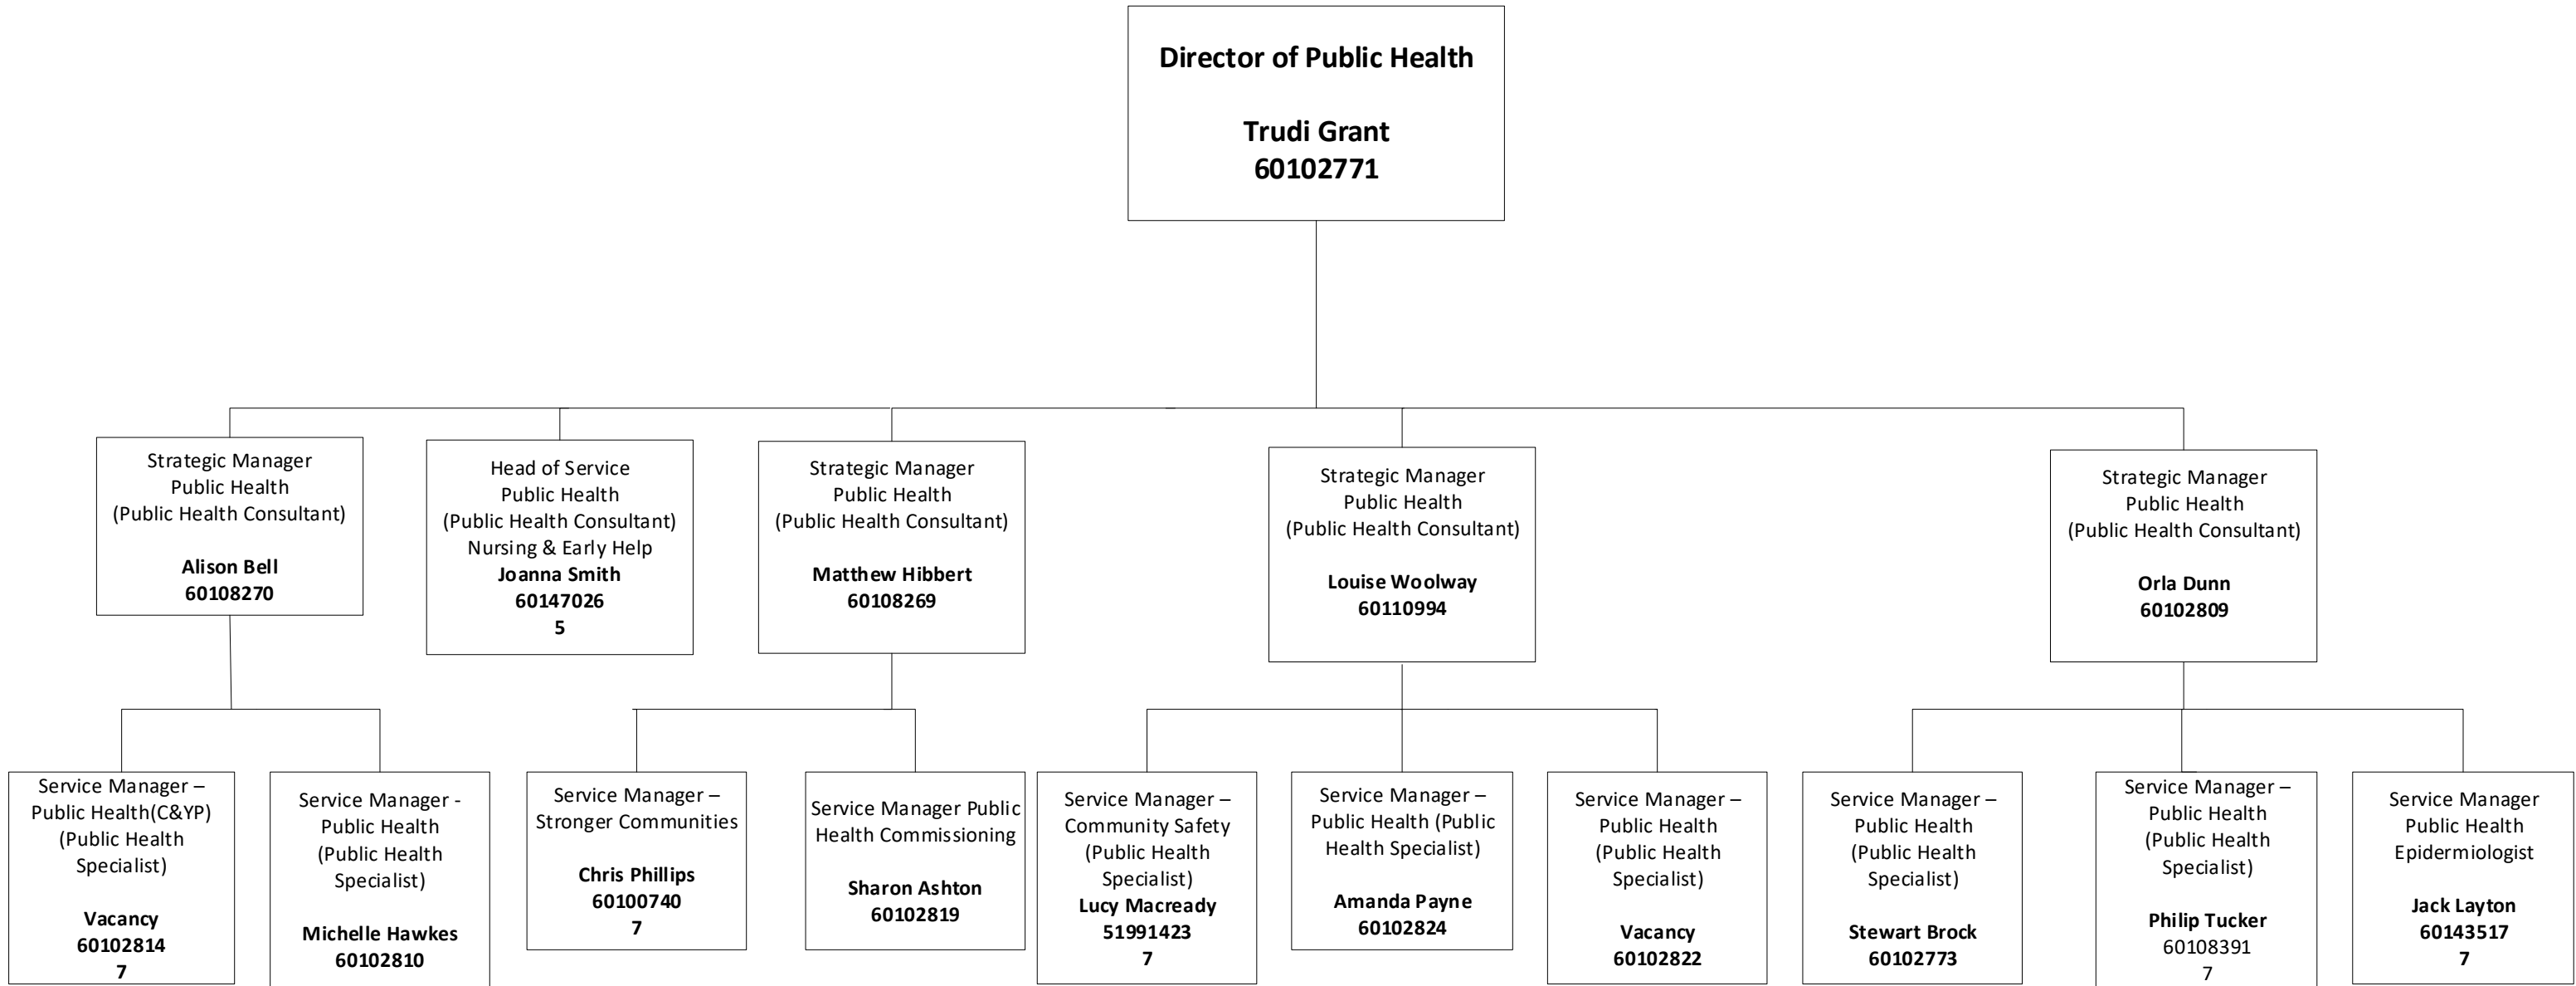 Director of Public Health
Trudi Grant
60102771
Strategic Manager
Public Health
(Public Health Consultant)
Alison Bell
60108270
Head of Service
Public Health
(Public Health Consultant)
Nursing & Early Help
Joanna Smith
60147026
5
Strategic Manager
Public Health
(Public Health Consultant)
Matthew Hibbert
60108269
Strategic Manager
Public Health
(Public Health Consultant)
Louise Woolway
60110994
Strategic Manager
Public Health
(Public Health Consultant)
Orla Dunn
60102809
Service Manager –
Public Health(C&YP)
(Public Health
Specialist)
Vacancy
60102814
7
Service Manager -
Public Health
(Public Health
Specialist)
Michelle Hawkes
60102810
Service Manager –
Stronger Communities
Chris Phillips
60100740
7
Service Manager Public
Health Commissioning
Sharon Ashton
60102819
Service Manager –
Community Safety
(Public Health
Specialist)
Lucy Macready
51991423
7
Service Manager –
Public Health (Public
Health Specialist)
Amanda Payne
60102824
Service Manager –
Public Health
(Public Health
Specialist)
Vacancy
60102822
Service Manager –
Public Health
(Public Health
Specialist)
Stewart Brock
60102773
Service Manager –
Public Health
(Public Health
Specialist)
Philip Tucker
60108391
7
Service Manager
Public Health
Epidermiologist
Jack Layton
60143517
7